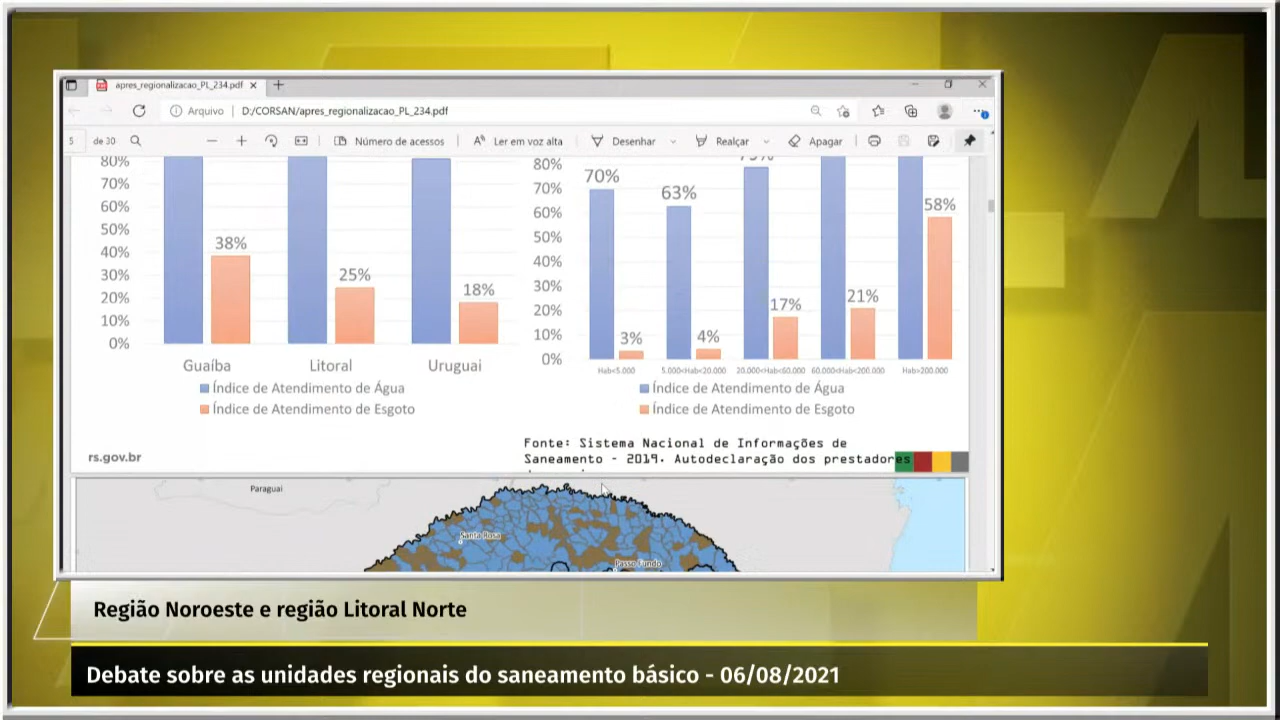 apres_regionalizacao_PL_234.pdf
Arquivo | D:/CORSAN/apres_regionalizacao_PL_234.pdf
5 de 30 Número de acessos Ler em voz alta Desenhar Realçar Apagar
80%
70%
60%
50%
40%
30%
20%
10%
0%
38%
25%
18%
Guaíba Litoral Uruguai
Índice de Atendimento de Água
Índice de Atendimento de Esgoto
80%
70%
60%
50%
40%
30%
20%
10%
0%
70%
63%
58%
3%
4%
17%
21%
Hab<5.000 5.000<Hab<20.000 20.000<Hab<60.000 60.000<Hab<200.000 Hab>200.000
Índice de Atendimento de Água
Índice de Atendimento de Esgoto
rs.gov.br
Fonte: Sistema Nacional de Informações de
Saneamento - 2019. Autodeclaração dos prestadores
Paraguai
Santa Rosa
Passo Fundo
Região Noroeste e região Litoral Norte
Debate sobre as unidades regionais do saneamento básico - 06/08/2021